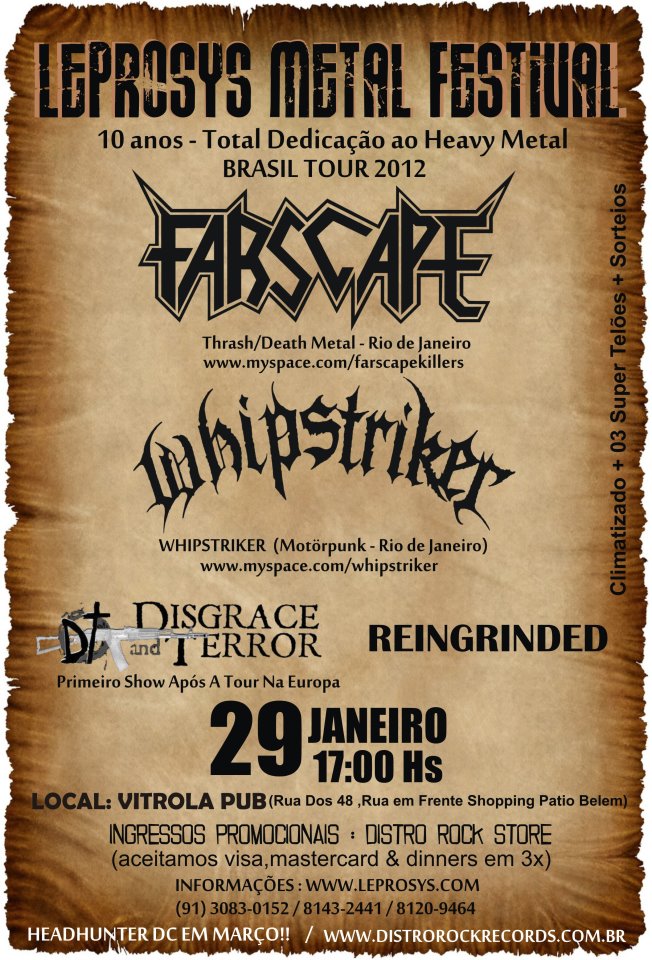 LEPROSYS METAL FESTIVAL
10 anos - Total Dedicação ao Heavy Metal
BRASIL TOUR 2012
FARSCAPE
Thrash/Death Metal - Rio de Janeiro
www.myspace.com/farscapekillers
Whipstriker
WHIPSTRIKER (Motörpunk - Rio de Janeiro)
www.myspace.com/whipstriker
Climatizado + 03 Super Telões + Sorteios
DT DISGRACE and TERROR
Primeiro Show Após A Tour Na Europa
REINGRINDED
29 JANEIRO
17:00 Hs
LOCAL: VITROLA PUB (Rua Dos 48 ,Rua em Frente Shopping Patio Belem)
INGRESSOS PROMOCIONAIS : DISTRO ROCK STORE
(aceitamos visa,mastercard & dinners em 3x)
INFORMAÇÕES : WWW.LEPROSYS.COM
(91) 3083-0152 / 8143-2441 / 8120-9464
HEADHUNTER DC EM MARÇO!! / WWW.DISTROROCKRECORDS.COM.BR